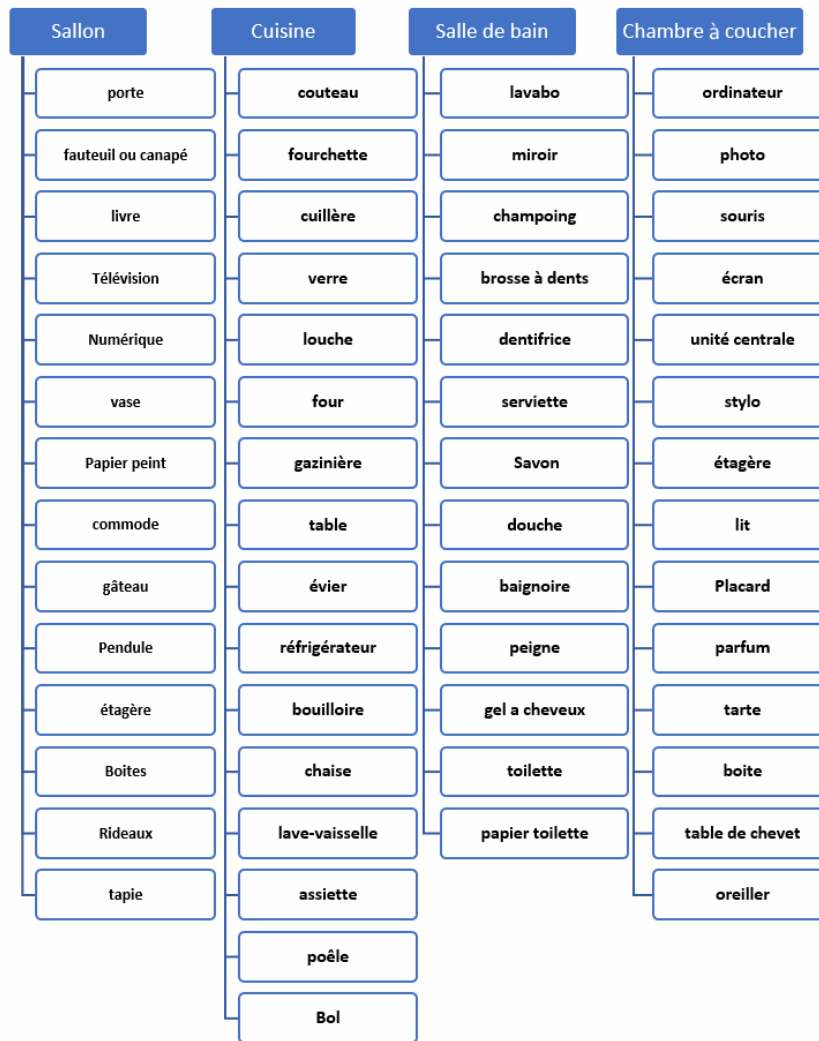 Sallon
porte
fauteuil ou canapé
livre
Télévision
Numérique
vase
Papier peint
commode
gâteau
Pendule
étagère
Boites
Rideaux
tapie
Cuisine
couteau
fourchette
cuillère
verre
louche
four
gazinière
table
évier
réfrigérateur
bouilloire
chaise
lave-vaisselle
assiette
poêle
Bol
Salle de bain
lavabo
miroir
champoing
brosse à dents
dentifrice
serviette
Savon
douche
baignoire
peigne
gel a cheveux
toilette
papier toilette
Chambre à coucher
ordinateur
photo
souris
écran
unité centrale
stylo
étagère
lit
Placard
parfum
tarte
boite
table de chevet
oreiller